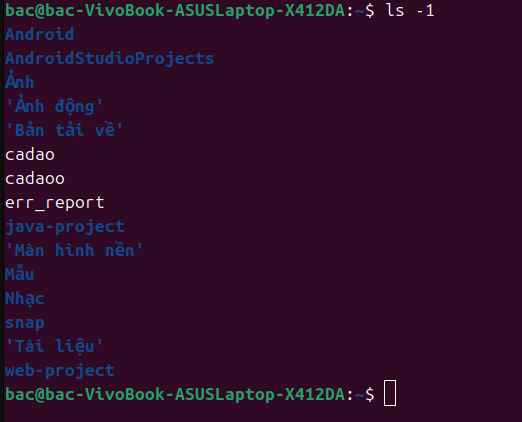 bac@bac-VivoBook-ASUSLaptop-X412DA:~$ ls -1
Android
AndroidStudioProjects
Ảnh
'Ảnh động'
'Bản tải về'
cadao
cadaoo
err_report
java-project
'Màn hinh nền'
Mẫu
Nhạc
snap
'Tài liệu'
web-project
bac@bac-VivoBook-ASUSLaptop-X412DA:~$